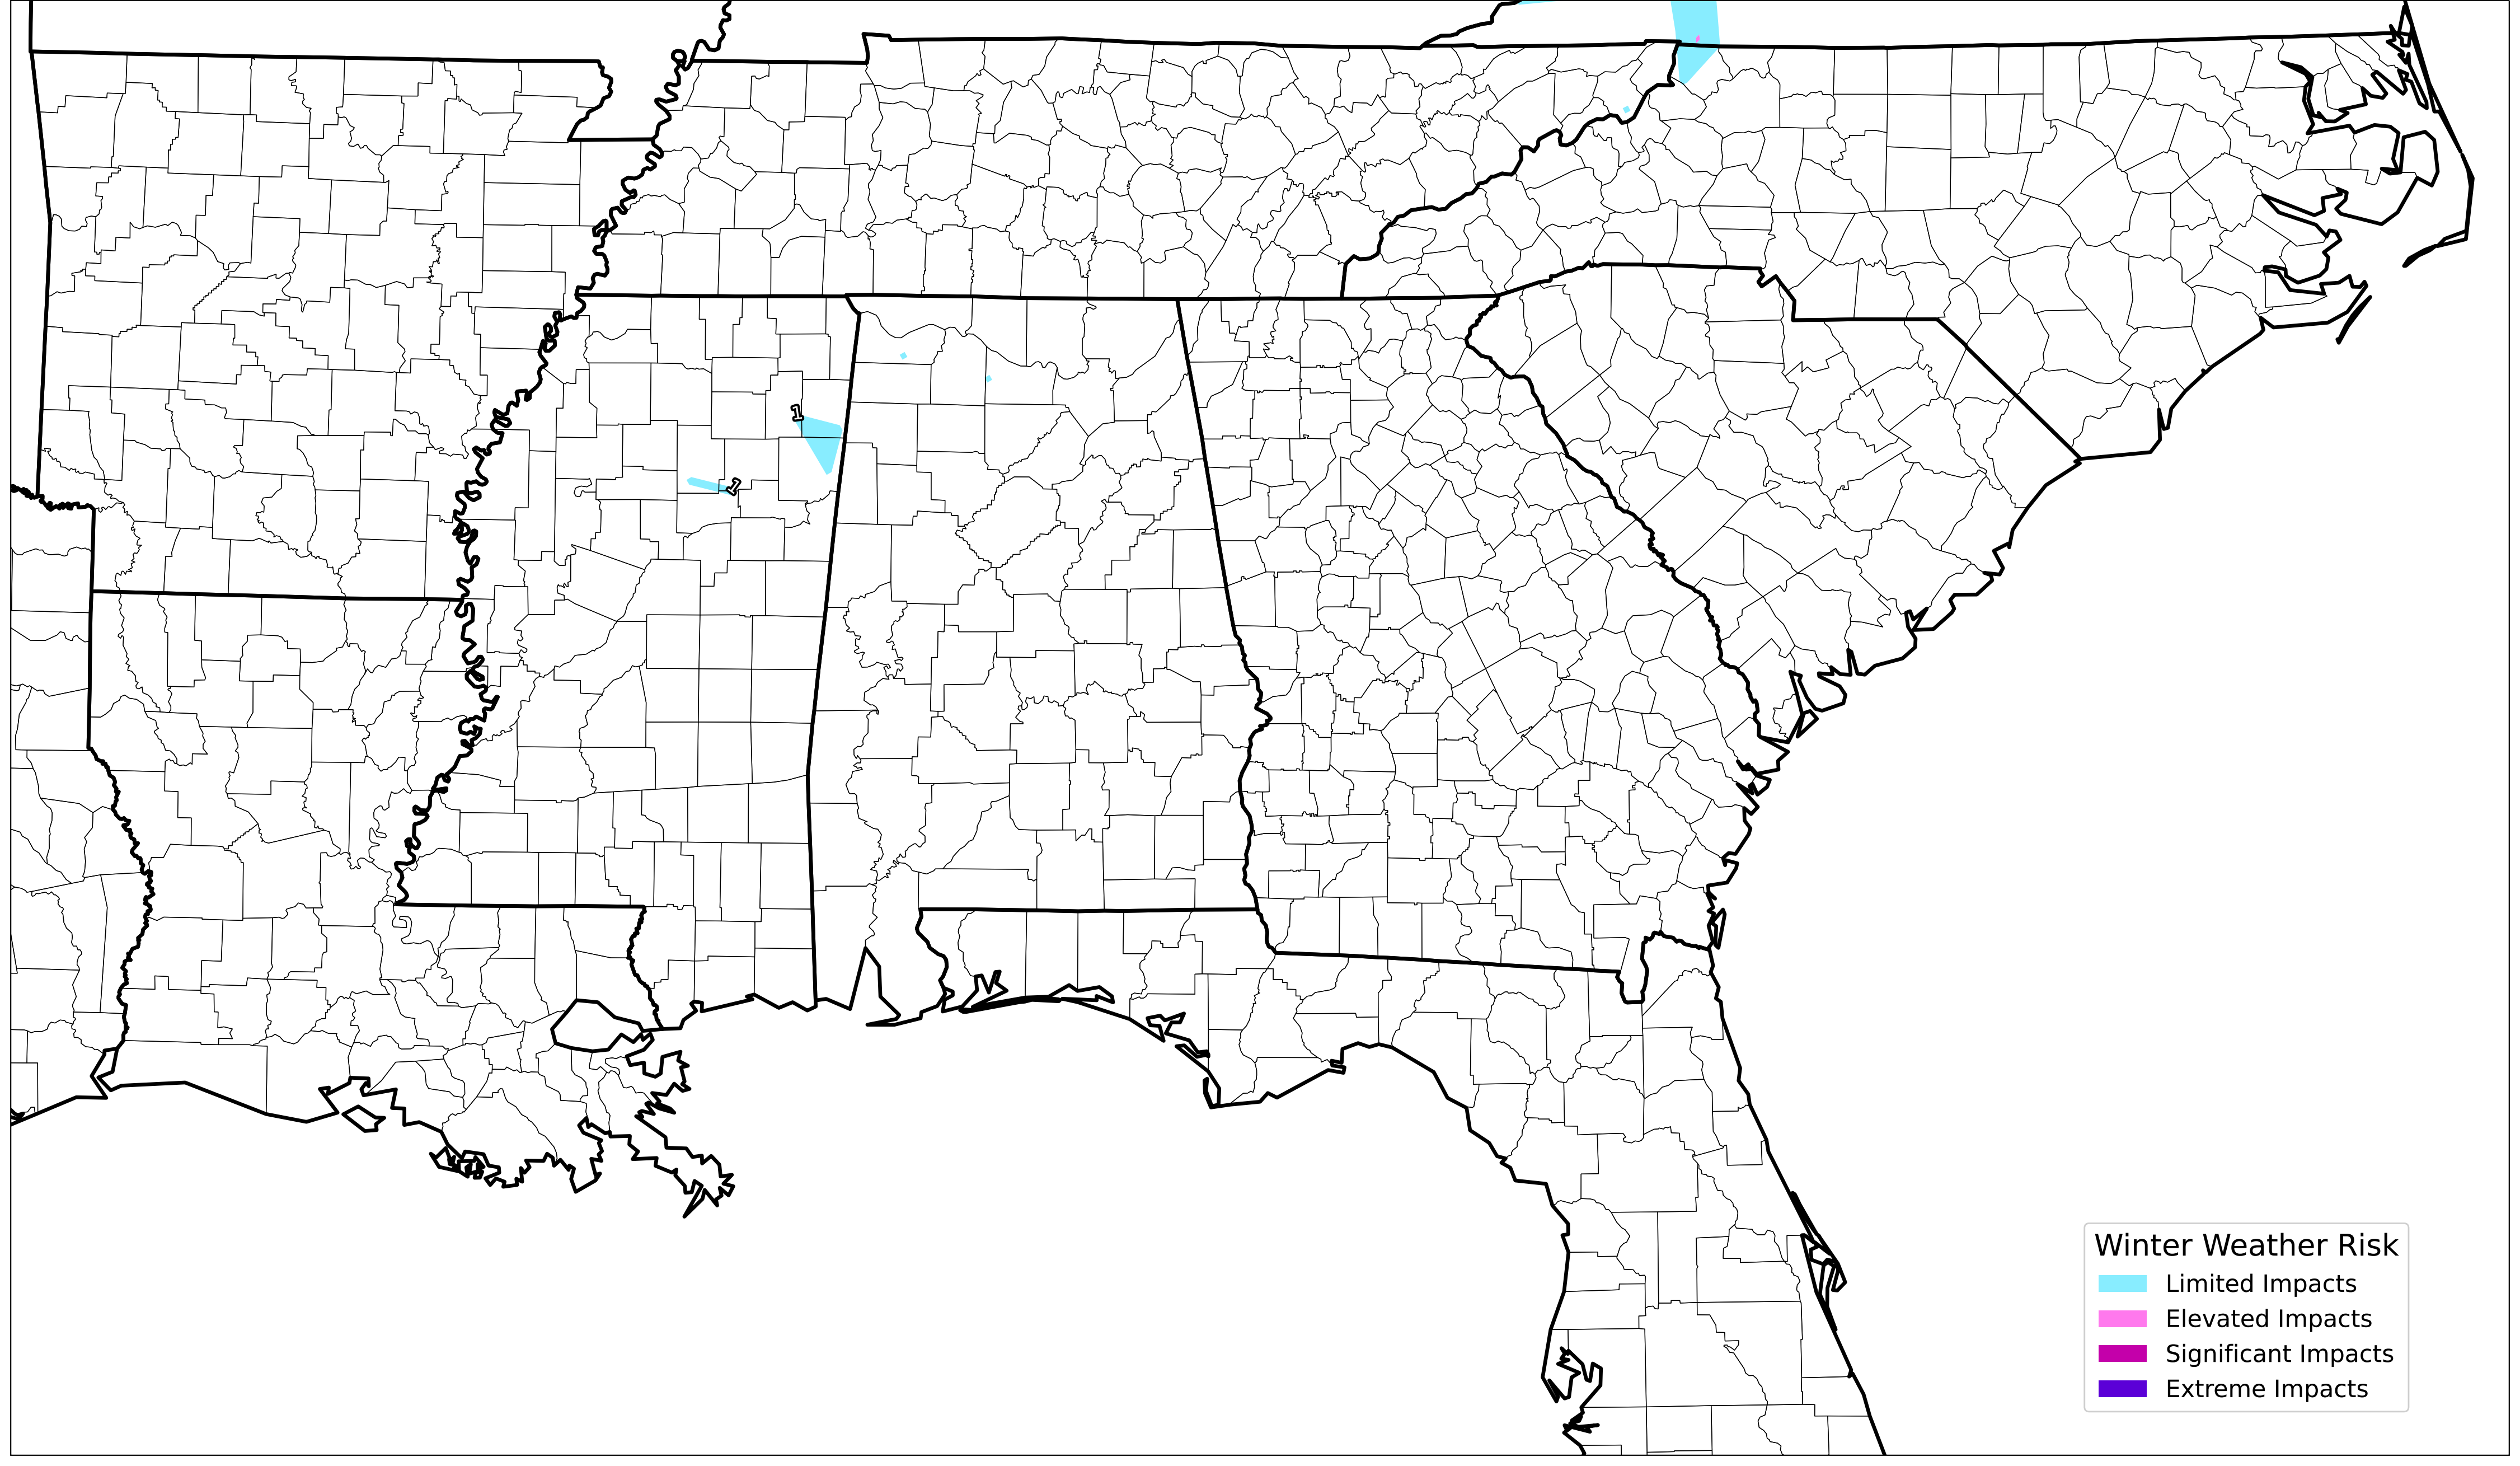 1
1
Winter Weather Risk
Limited Impacts
Elevated Impacts
Significant Impacts
Extreme Impacts